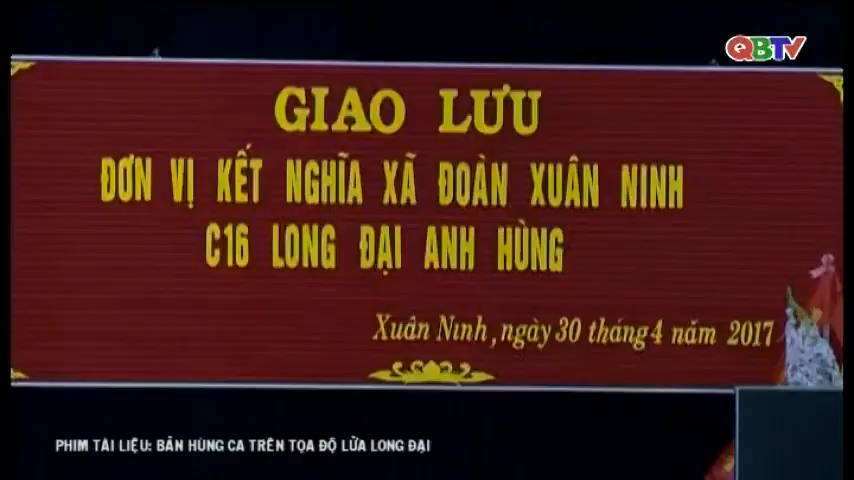 QBTV
GIAO LƯU
ĐƠN VỊ KẾT NGHĨA XÃ ĐOÀN XUÂN NINH
C16 LONG ĐẠI ANH HÙNG
Xuân Ninh, ngày 30 tháng 4 năm 2017
PHIM TÀI LIỆU: BẢN HÙNG CA TRÊN TỌA ĐỘ LỬA LONG ĐẠI